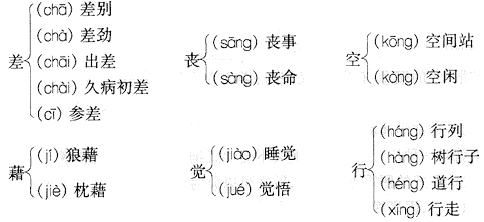 差
(chā) 差别
(chà) 差劲
(chāi) 出差
(chài) 久病初差
(cī) 参差
丧
(sāng) 丧事
(sàng) 丧命
空
(kōng) 空间站
(kòng) 空闲
藉
(jí) 狼藉
(jiè) 枕藉
觉
(jiào) 睡觉
(jué) 觉悟
行
(háng) 行列
(hàng) 树行子
(héng) 道行
(xíng) 行走